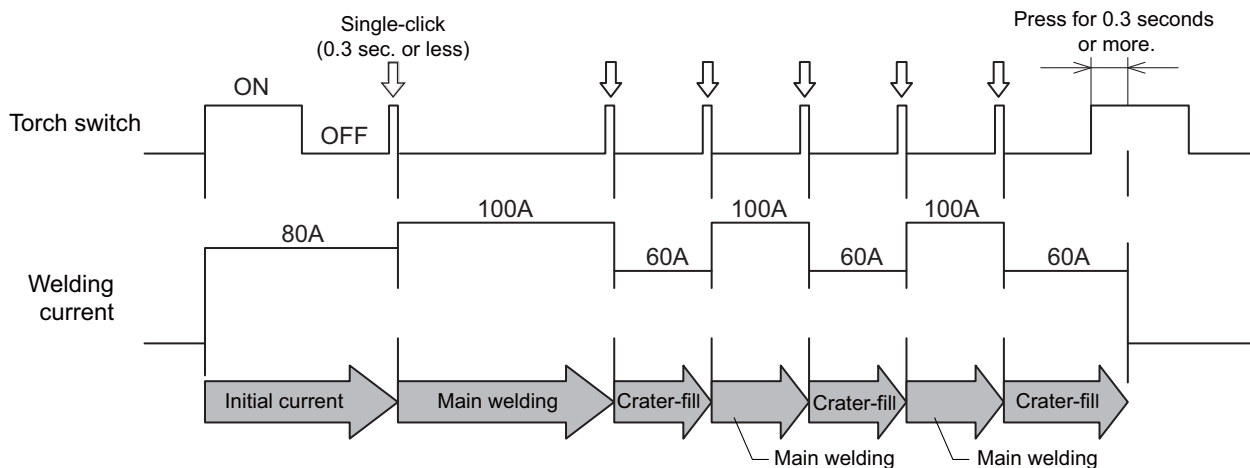 Single-click
(0.3 sec. or less)
Press for 0.3 seconds
or more.
ON
OFF
Torch switch
80A
100A
60A
100A
60A
100A
60A
Welding
current
Initial current
Main welding
Crater-fill
Crater-fill
Crater-fill
Main welding
Main welding